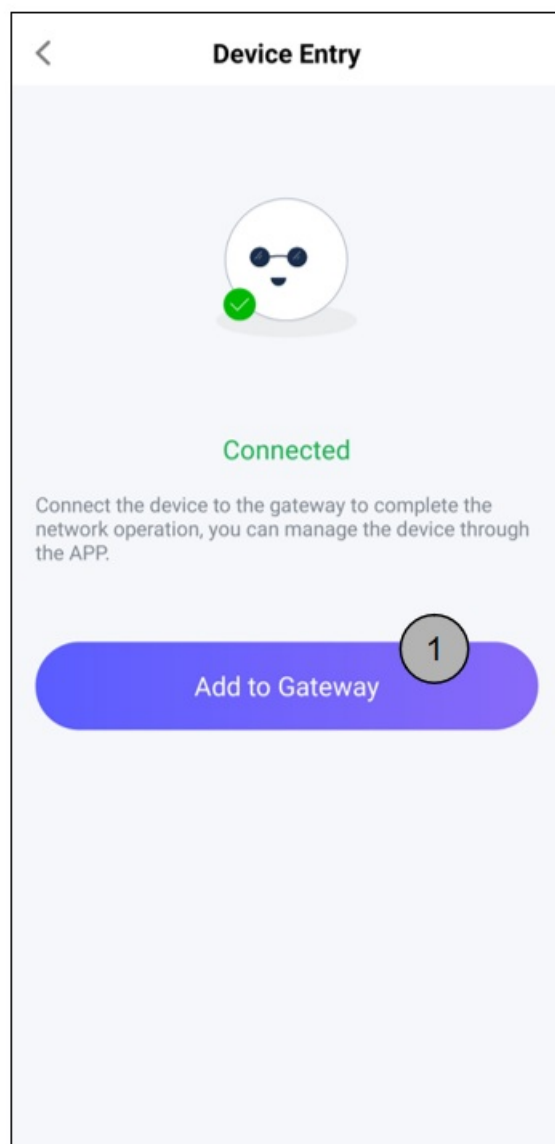 Device Entry
Connected
Connect the device to the gateway to complete the
network operation, you can manage the device through
the APP.
1
Add to Gateway